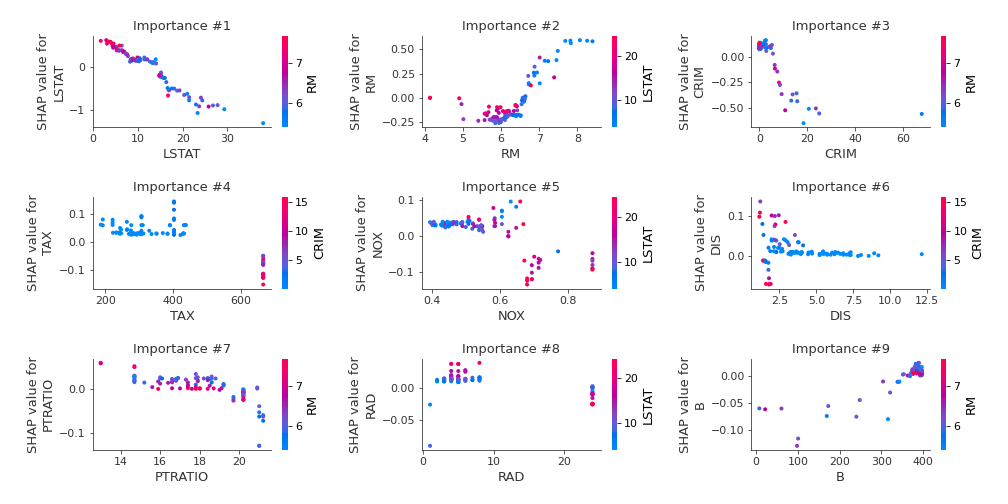 Importance #1
SHAP value for
LSTAT
0
−1
0 10 20 30
LSTAT
7
6
RM
Importance #2
SHAP value for
RM
0.50
0.25
0.00
−0.25
4 5 6 7 8
RM
20
10
LSTAT
Importance #3
SHAP value for
CRIM
0.00
−0.25
−0.50
0 20 40 60
CRIM
7
6
RM
Importance #4
SHAP value for
TAX
0.1
0.0
−0.1
200 400 600
TAX
15
10
5
CRIM
Importance #5
SHAP value for
NOX
0.1
0.0
−0.1
0.4 0.6 0.8
NOX
20
10
LSTAT
Importance #6
SHAP value for
DIS
0.1
0.0
2.5 5.0 7.5 10.0 12.5
DIS
15
10
5
CRIM
Importance #7
SHAP value for
PTRATIO
0.0
−0.1
14 16 18 20
PTRATIO
7
6
RM
Importance #8
SHAP value for
RAD
0.00
−0.05
0 10 20
RAD
20
10
LSTAT
Importance #9
SHAP value for
B
0.00
−0.05
−0.10
0 100 200 300 400
B
7
6
RM